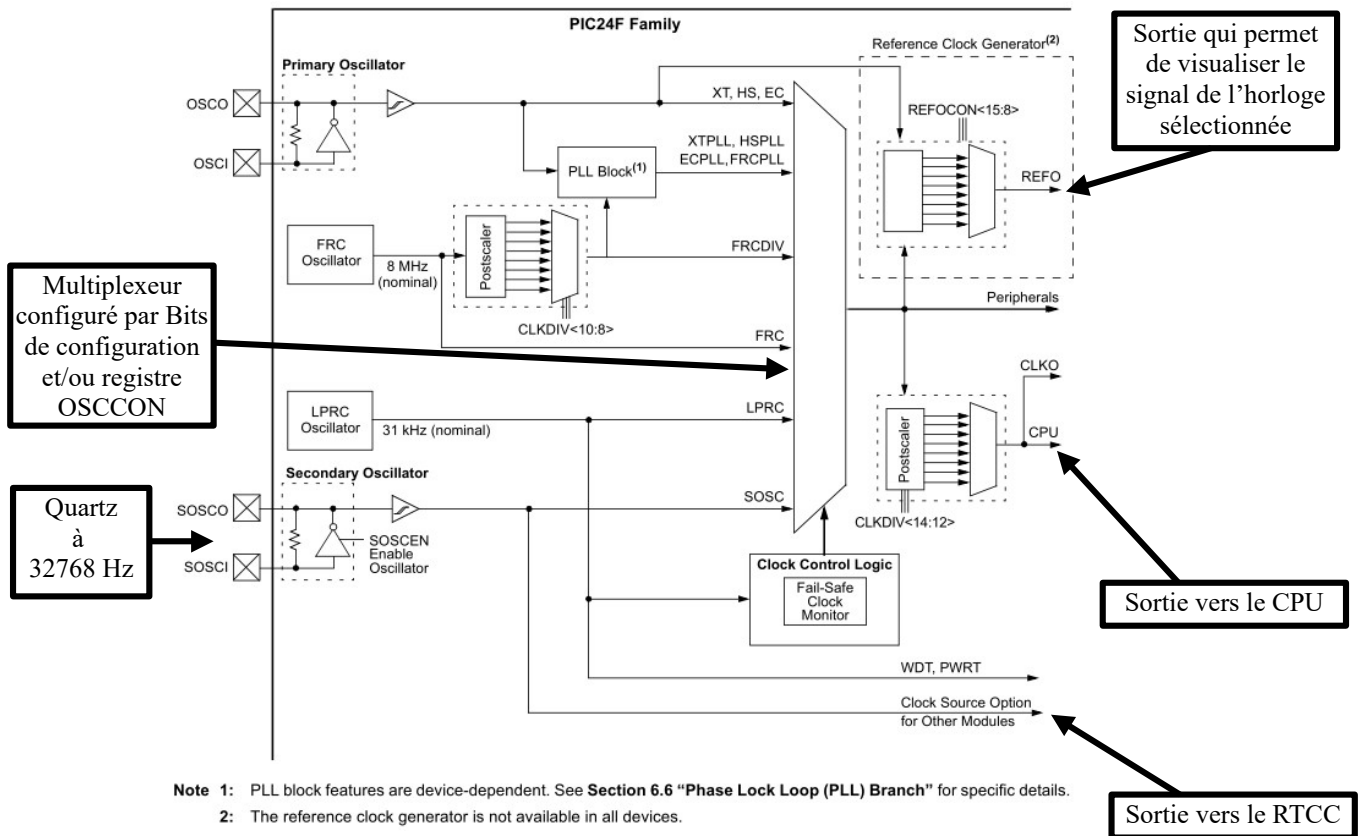 PIC24F Family
Reference Clock Generator(2)
Sortie qui permet
de visualiser le
signal de l’horloge
sélectionnée
Primary Oscillator
OSCO
XT, HS, EC
REFOCON<15:8>
XTPLL, HSPLL
ECPLL,FRCPLL
OSCI
PLL Block(1)
REFO
FRC
Oscillator
8 MHz
(nominal)
Postscaler
FRCDIV
Multiplexeur
configuré par Bits
de configuration
et/ou registre
OSCCON
Peripherals
CLKDIV<10:8>
FRC
CLKO
LPRC
Oscillator
31 kHz (nominal)
LPRC
Postscaler
CPU
Secondary Oscillator
Quartz
à
32768 Hz
SOSCO
SOSC
CLKDIV<14:12>
SOSCEN
Enable
Oscillator
SOSCI
Clock Control Logic
Fail-Safe
Clock
Monitor
Sortie vers le CPU
WDT, PWRT
Clock Source Option
for Other Modules
Note 1: PLL block features are device-dependent. See Section 6.6 “Phase Lock Loop (PLL) Branch” for specific details.
2: The reference clock generator is not available in all devices.
Sortie vers le RTCC